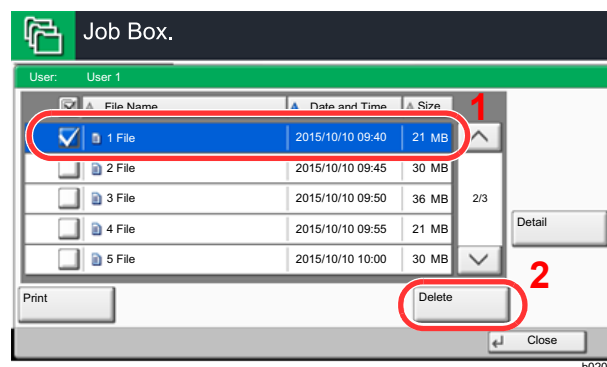 Job Box.
User: User 1
File Name Date and Time Size 1
1 File 2015/10/10 09:40 21 MB
2 File 2015/10/10 09:45 30 MB
3 File 2015/10/10 09:50 36 MB 2/3
4 File 2015/10/10 09:55 21 MB Detail
5 File 2015/10/10 10:00 30 MB
2
Print Delete
Close